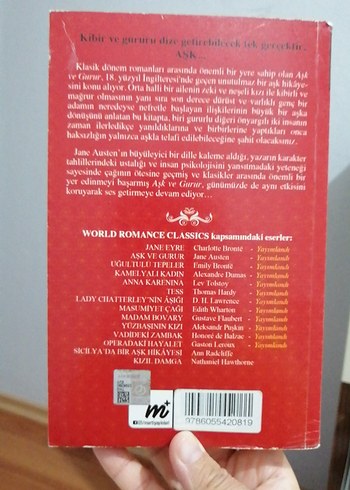 Kibir ve gururu dize getirebilecek tek gerçektir,
AŞK...
Klasik dönem romanları arasında önemli bir yere sahip olan Aşk
ve Gurur, 18. yüzyıl İngilteresi'nde geçen unutulmaz bir aşk hikâye-
sini konu alıyor. Orta halli bir ailenin zeki ve neşeli kızı ile kibirli ve
mağrur olmasının yanı sıra son derece dürüst ve varlıklı genç bir
adamın neredeyse nefretle başlayan ilişkilerinin büyük bir aşka
dönüşünü anlatan bu kitapta, biri gururlu diğeri önyargılı iki insanın
zaman ilerledikçe yanıldıklarına ve birbirlerine yaptıkları onca
haksızlığın yalnızca aşkla telafi edilebileceğine şahit olacaksınız.
Jane Austen'ın büyüleyici bir dille kaleme aldığı, yazarın karakter
tahlillerindeki ustalığı ve insan psikolojisini yansıtmadaki yeteneği
sayesinde çağının ötesine geçmiş ve klasikler arasında önemli bir
yer edinmeyi başarmış Aşk ve Gurur, günümüzde de aynı etkisini
koruyarak ses getirmeye devam ediyor...
WORLD ROMANCE CLASSICS kapsamındaki eserler:
JANE EYRE Charlotte Brontë - Yayımlandı
AŞK VE GURUR Jane Austen - Yayımlandı
UĞULTULU TEPELER Emily Brontë - Yayımlandı
KAMELYALI KADIN Alexandre Dumas - Yayımlandı
ANNA KARENINA Lev Tolstoy - Yayımlandı
TESS Thomas Hardy - Yayımlandı
LADY CHATTERLEY'NİN ÂŞIĞI D. H. Lawrence - Yayımlandı
MASUMİYET ÇAĞI Edith Wharton - Yayımlandı
MADAM BOVARY Gustave Flaubert - Yayımlandı
YÜZBAŞININ KIZI Aleksandr Puşkin - Yayımlandı
VADİDEKİ ZAMBAK Honoré de Balzac - Yayımlandı
OPERADAKİ HAYALET Gaston Leroux - Yayımlandı
SİCİLYA'DA BİR AŞK HİKÂYESİ Ann Radcliffe
KIZIL DAMGA Nathaniel Hawthorne
m+
9786055420819